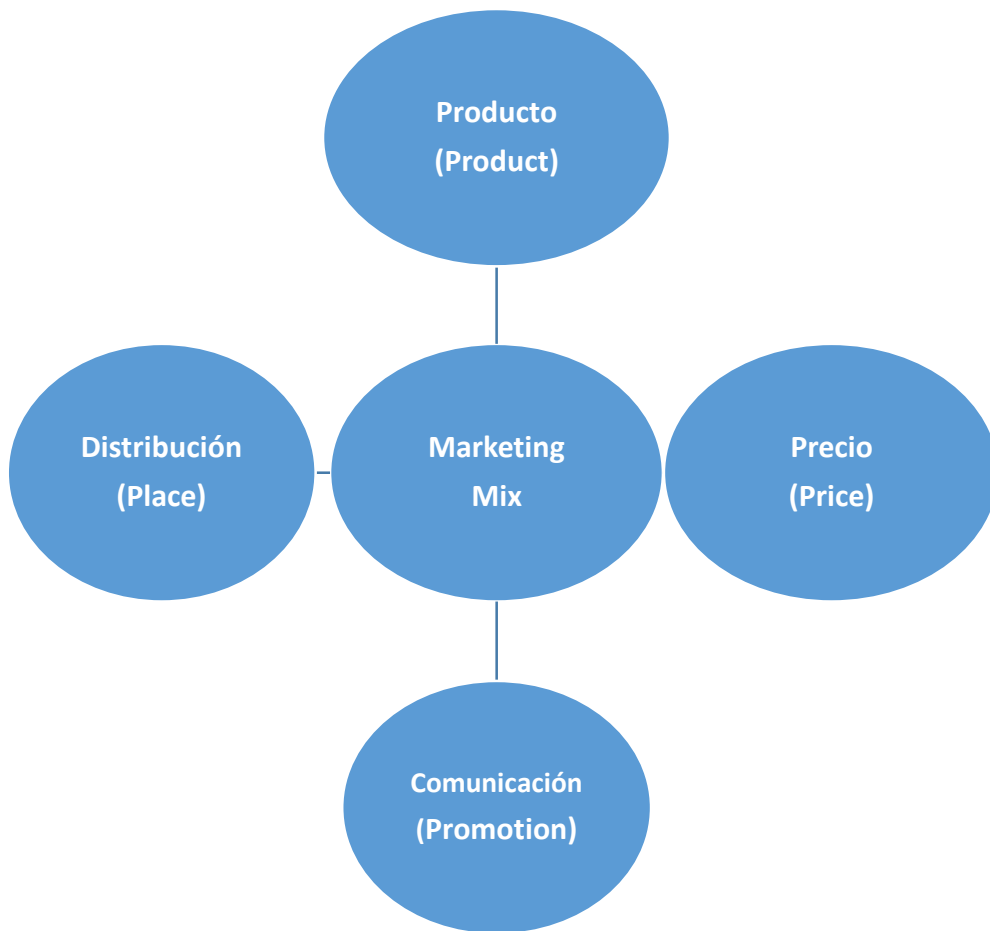 Producto
(Product)
Distribución
(Place)
Marketing
Mix
Precio
(Price)
Comunicación
(Promotion)